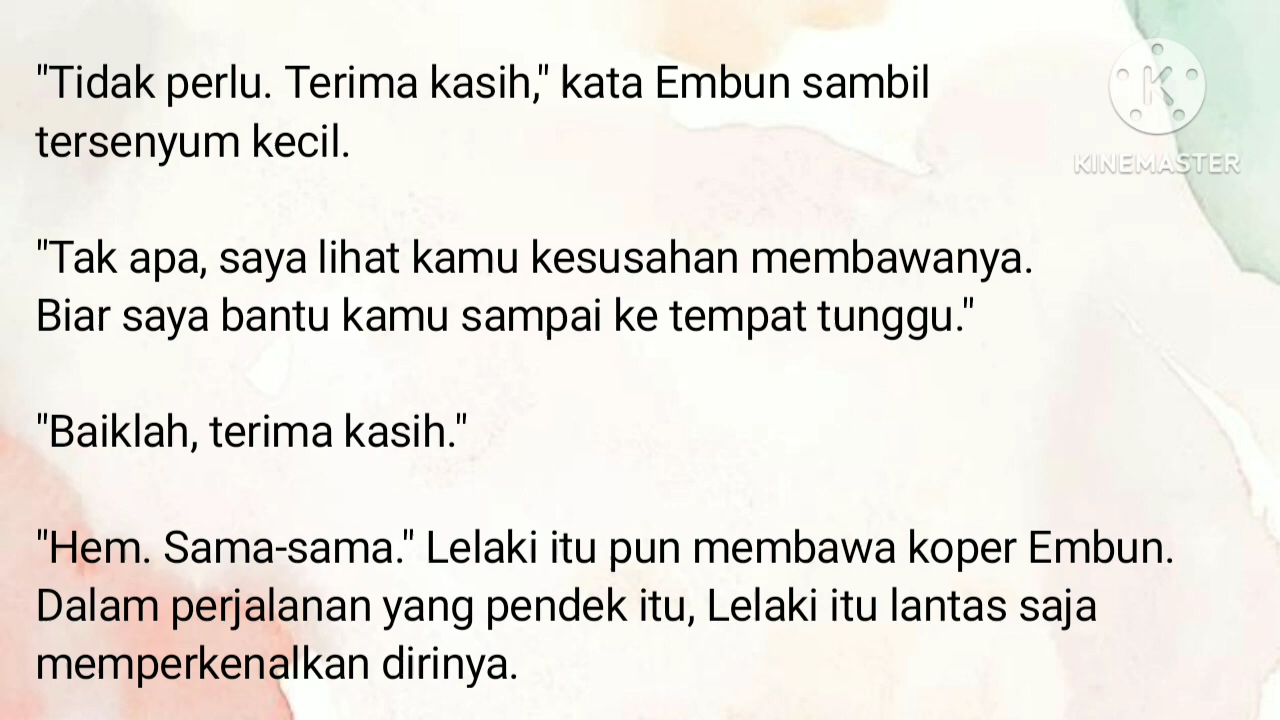 "Tidak perlu. Terima kasih," kata Embun sambil
tersenyum kecil.
"Tak apa, saya lihat kamu kesusahan membawanya.
Biar saya bantu kamu sampai ke tempat tunggu."
"Baiklah, terima kasih."
"Hem. Sama-sama." Lelaki itu pun membawa koper Embun.
Dalam perjalanan yang pendek itu, Lelaki itu lantas saja
memperkenalkan dirinya.
K
KINEMASTER